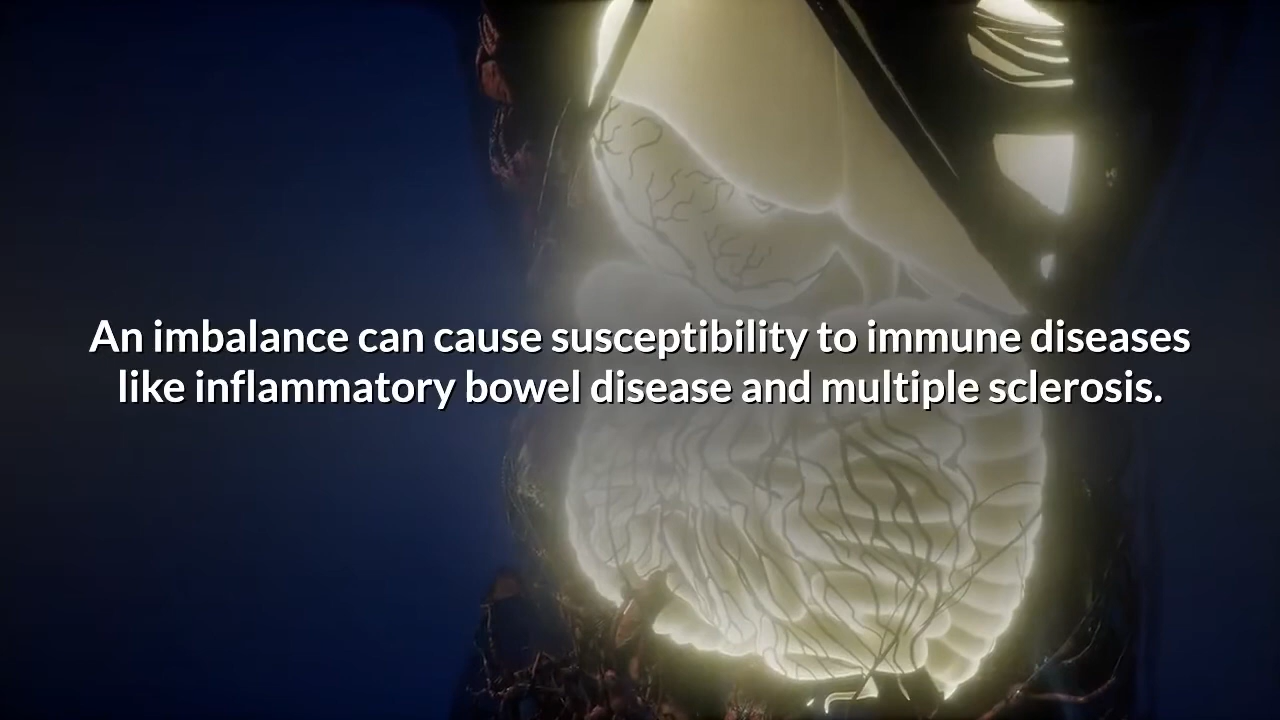 An imbalance can cause susceptibility to immune diseases
like inflammatory bowel disease and multiple sclerosis.